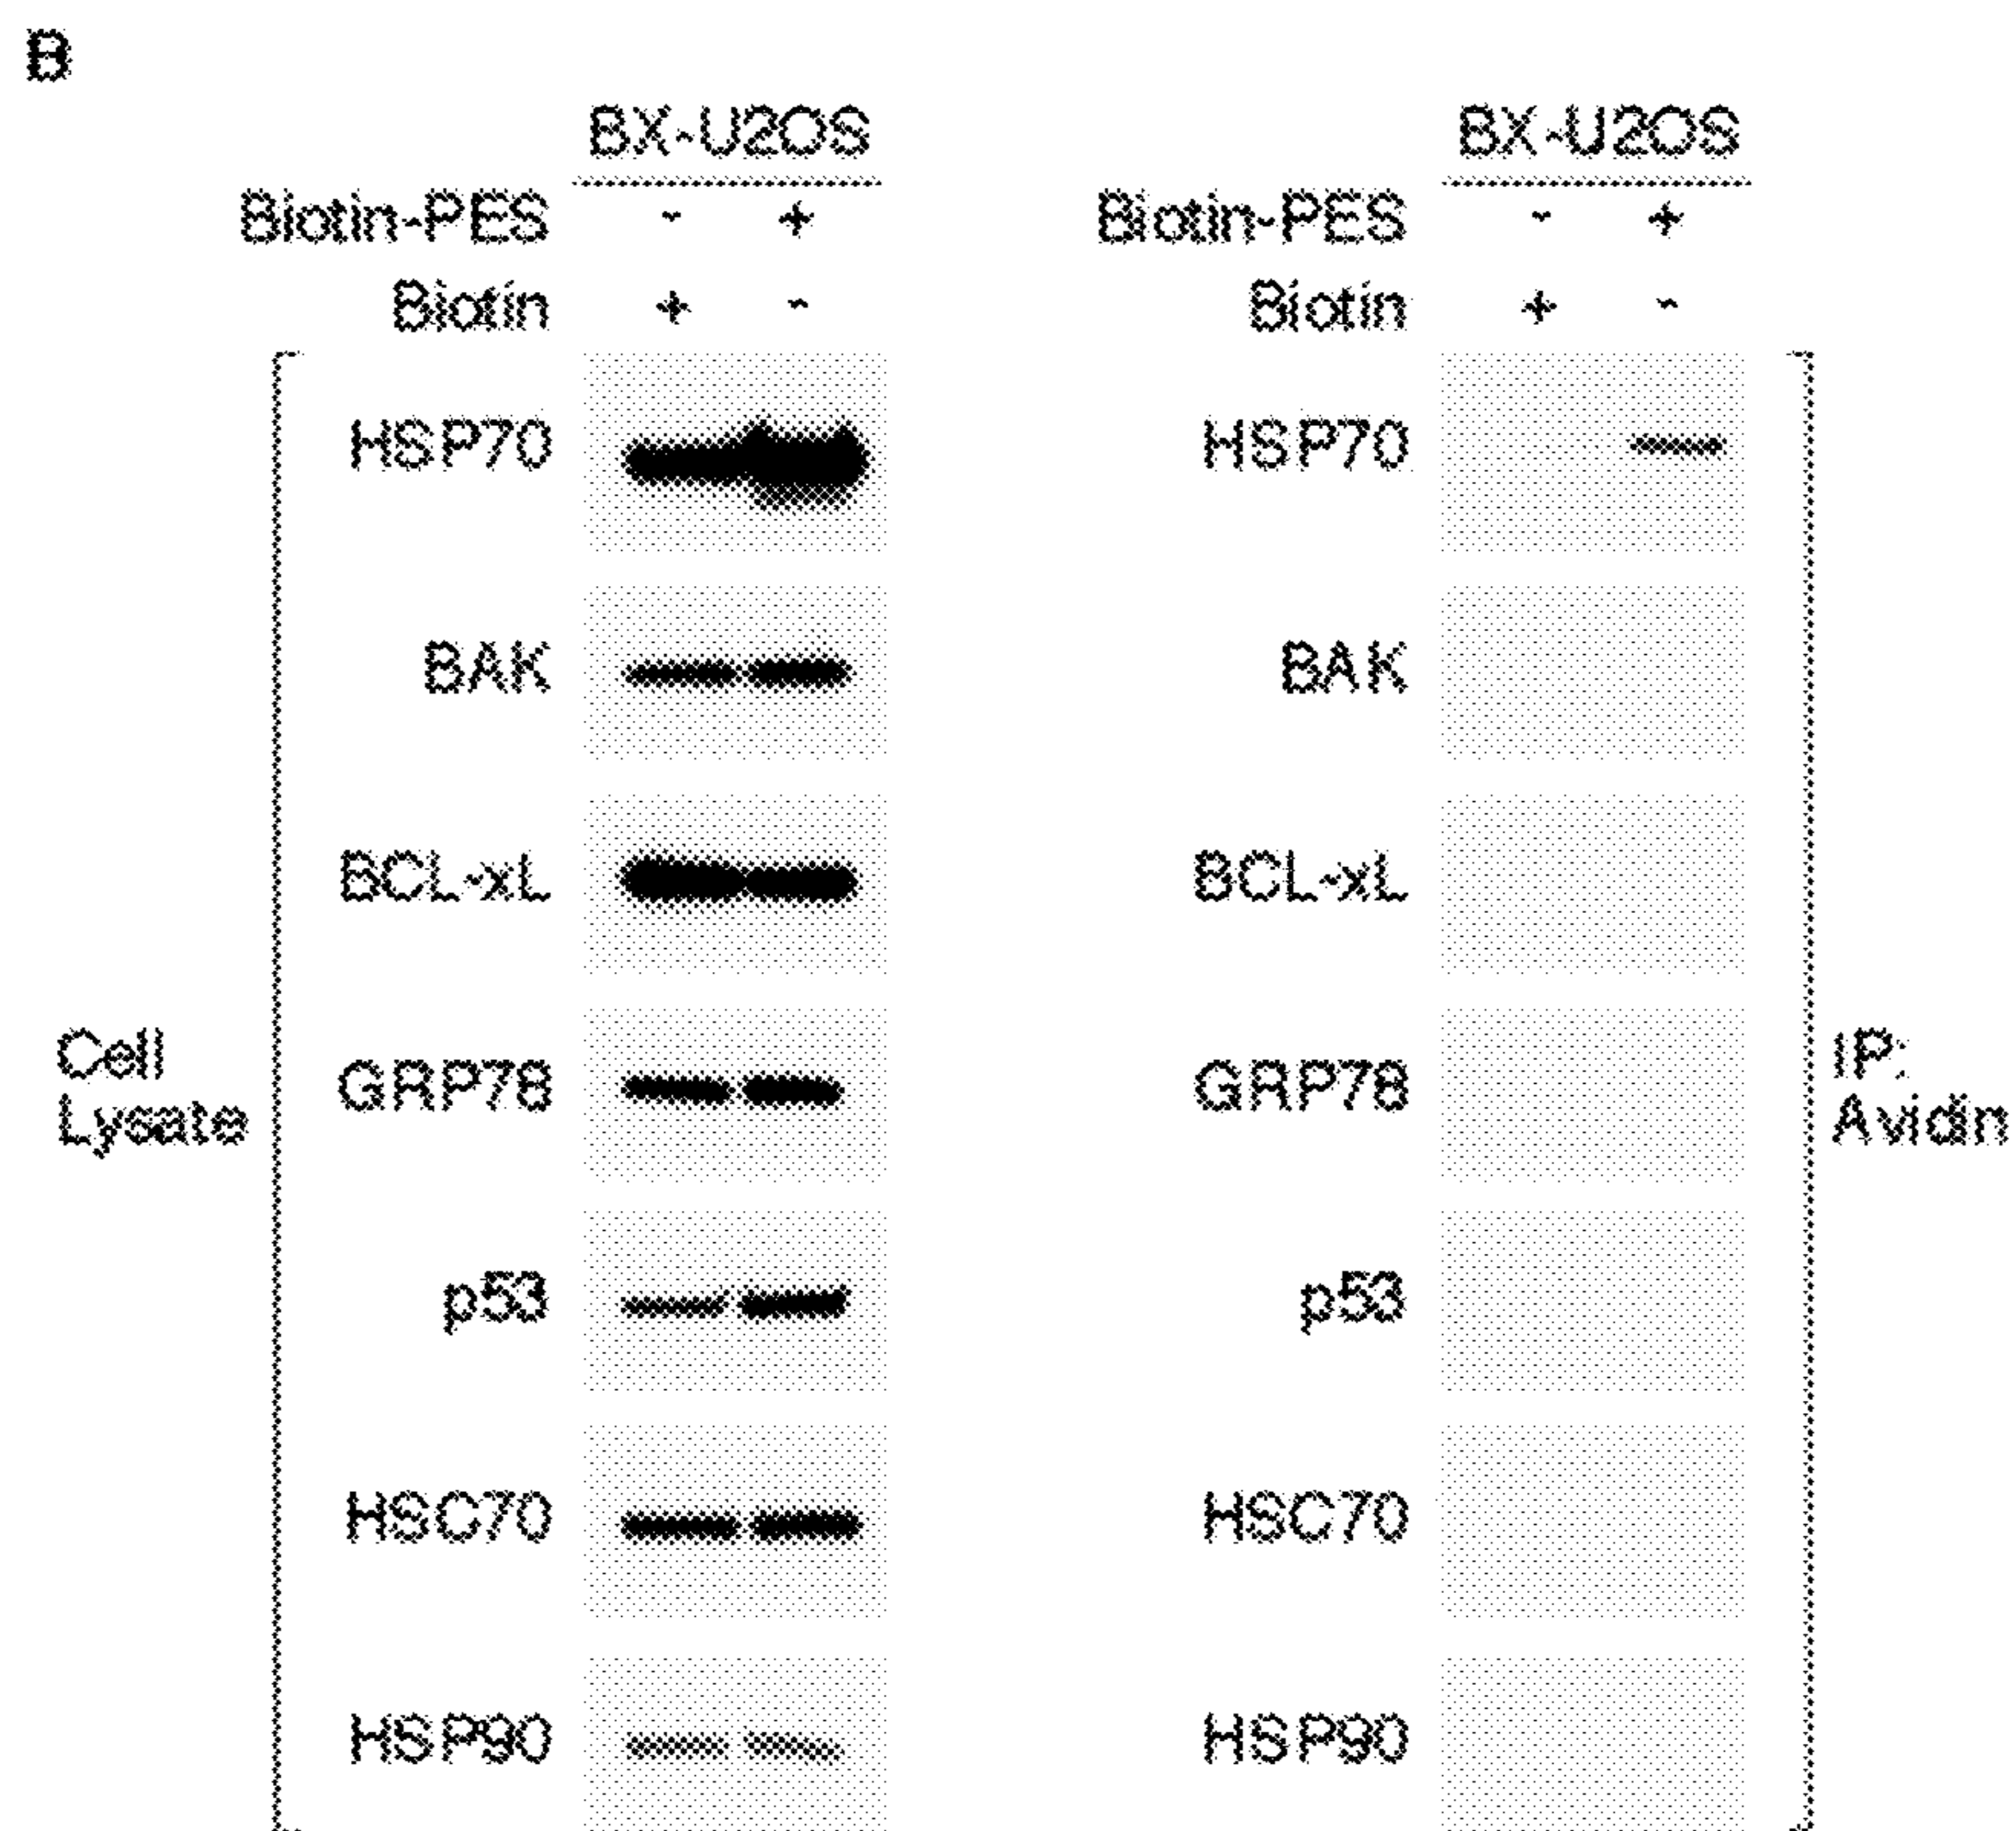 B
BX-U2OS BX-U2OS
Biotin-PES - + Biotin-PES - +
Biotin + - Biotin + -
HSP70 HSP70
BAK BAK
BCL-xL BCL-xL
Cell Lysate GRP78 GRP78 IP: Avidin
p53 p53
HSC70 HSC70
HSP90 HSP90